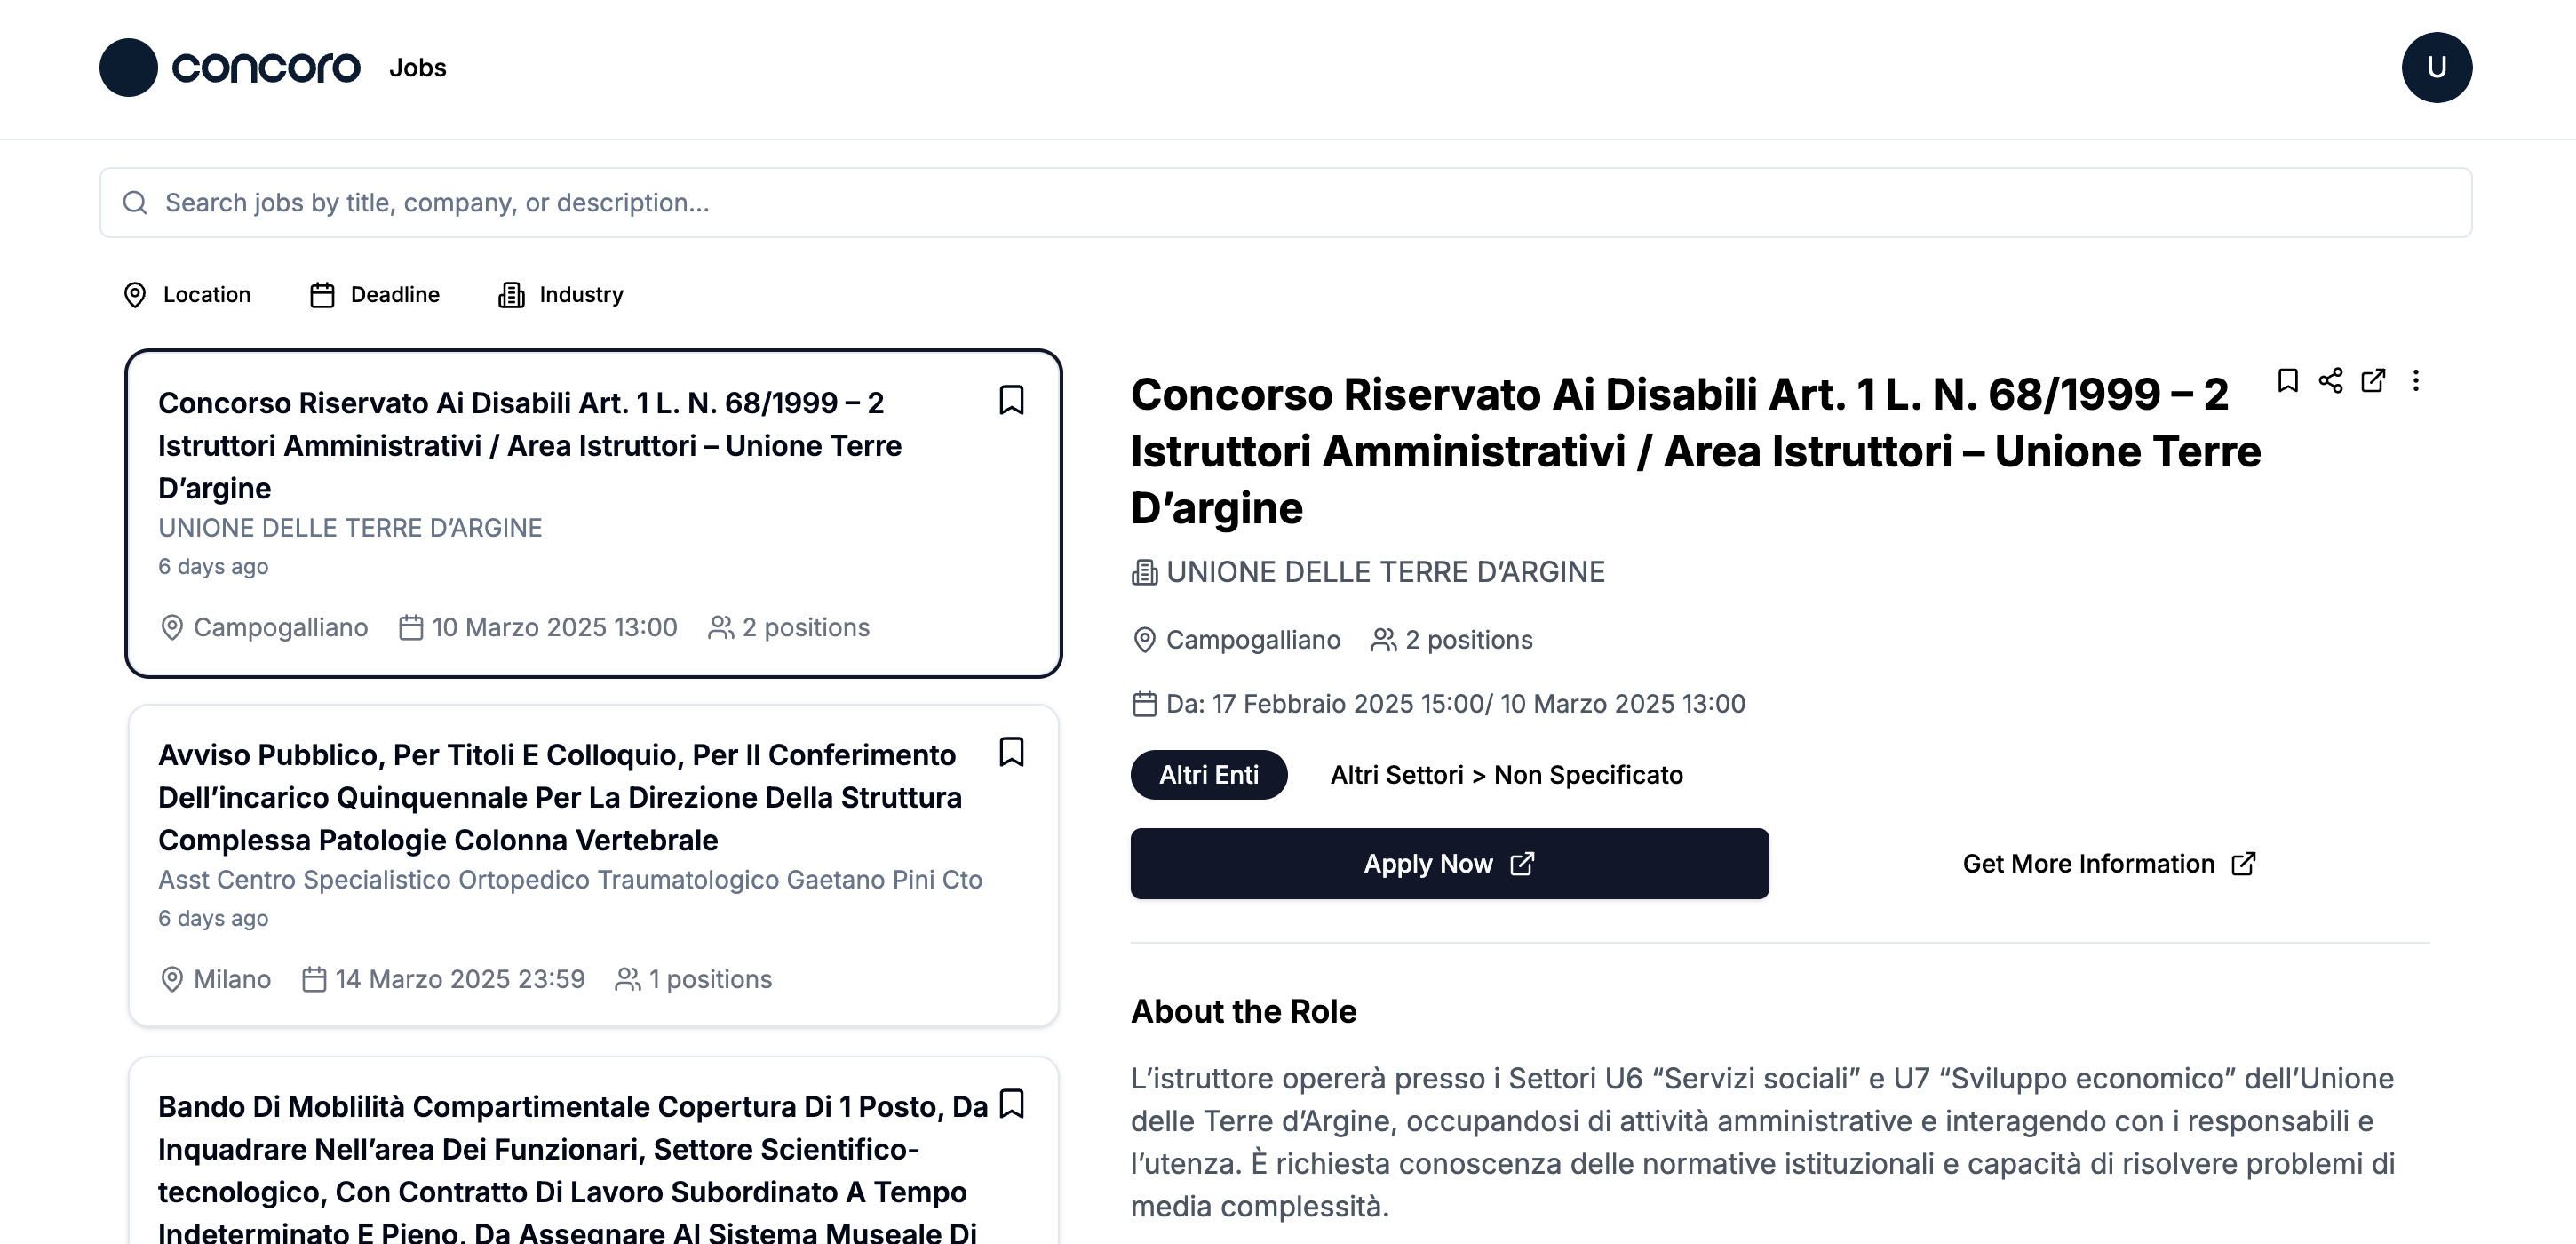 concoro
Jobs
U
Search jobs by title, company, or description...
Location
Deadline
Industry
Concorso Riservato Ai Disabili Art. 1 L. N. 68/1999 – 2
Istruttori Amministrativi / Area Istruttori – Unione Terre
D’argine
UNIONE DELLE TERRE D’ARGINE
6 days ago
Campogalliano
10 Marzo 2025 13:00
2 positions
Avviso Pubblico, Per Titoli E Colloquio, Per Il Conferimento
Dell’incarico Quinquennale Per La Direzione Della Struttura
Complessa Patologie Colonna Vertebrale
Asst Centro Specialistico Ortopedico Traumatologico Gaetano Pini Cto
6 days ago
Milano
14 Marzo 2025 23:59
1 positions
Bando Di Moblilità Compartimentale Copertura Di 1 Posto, Da
Inquadrare Nell’area Dei Funzionari, Settore Scientifico-
tecnologico, Con Contratto Di Lavoro Subordinato A Tempo
Indeterminato E Pieno, Da Assegnare Al Sistema Museale Di
Concorso Riservato Ai Disabili Art. 1 L. N. 68/1999 – 2
Istruttori Amministrativi / Area Istruttori – Unione Terre
D’argine
UNIONE DELLE TERRE D’ARGINE
Campogalliano
2 positions
Da: 17 Febbraio 2025 15:00/ 10 Marzo 2025 13:00
Altri Enti
Altri Settori > Non Specificato
Apply Now
Get More Information
About the Role
L’istruttore opererà presso i Settori U6 “Servizi sociali” e U7 “Sviluppo economico” dell’Unione
delle Terre d’Argine, occupandosi di attività amministrative e interagendo con i responsabili e
l’utenza. È richiesta conoscenza delle normative istituzionali e capacità di risolvere problemi di
media complessità.